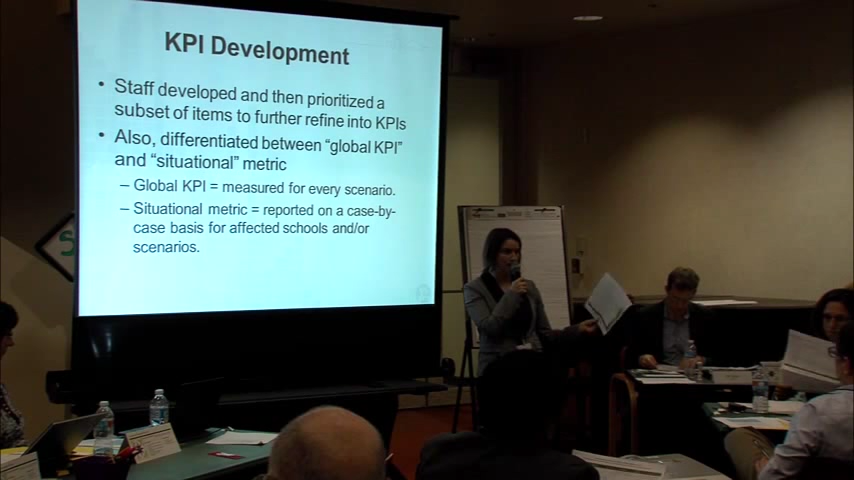 KPI Development
• Staff developed and then prioritized a
subset of items to further refine into KPIs
• Also, differentiated between “global KPI”
and “situational” metric
– Global KPI = measured for every scenario.
– Situational metric = reported on a case-by-
case basis for affected schools and/or
scenarios.